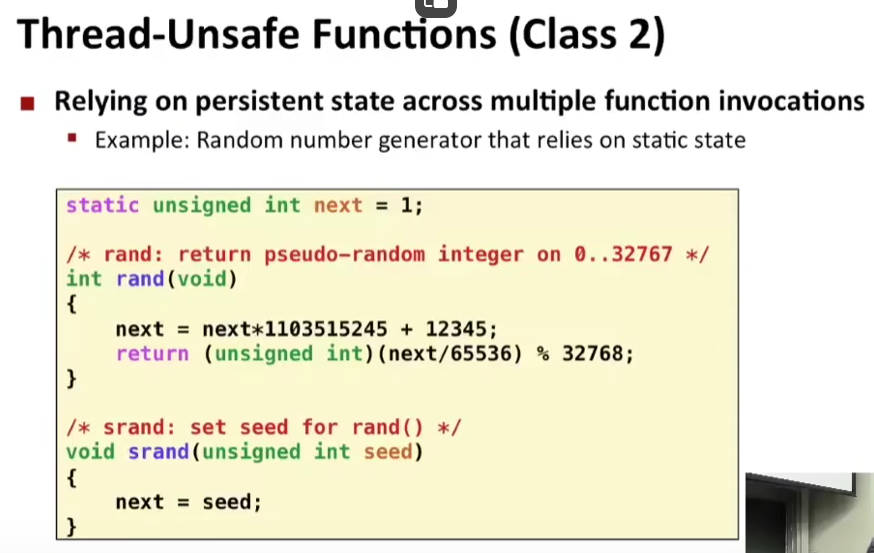 Thread-Unsafe Functions (Class 2)
Relying on persistent state across multiple function invocations
Example: Random number generator that relies on static state
static unsigned int next = 1;
/* rand: return pseudo-random integer on 0..32767 */
int rand(void)
{
next = next*1103515245 + 12345;
return (unsigned int)(next/65536) % 32768;
}
/* srand: set seed for rand() */
void srand(unsigned int seed)
{
next = seed;
}